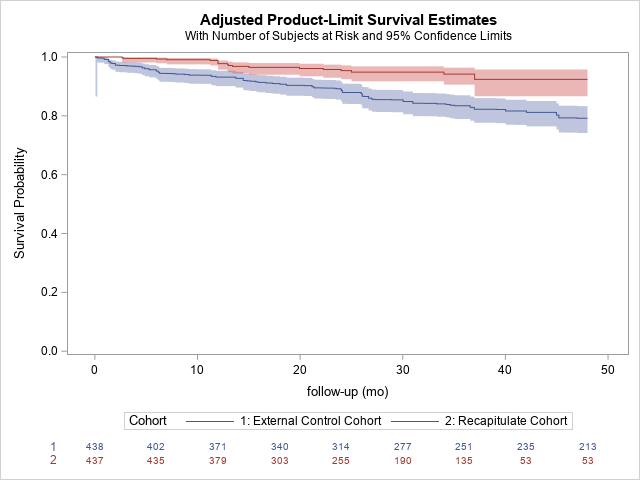 Adjusted Product-Limit Survival Estimates
With Number of Subjects at Risk and 95% Confidence Limits
1.0
0.8
0.6
0.4
0.2
0.0
Survival Probability
0 10 20 30 40 50
follow-up (mo)
Cohort 1: External Control Cohort 2: Recapitulate Cohort
1 438 402 371 340 314 277 251 235 213
2 437 435 379 303 255 190 135 53 53